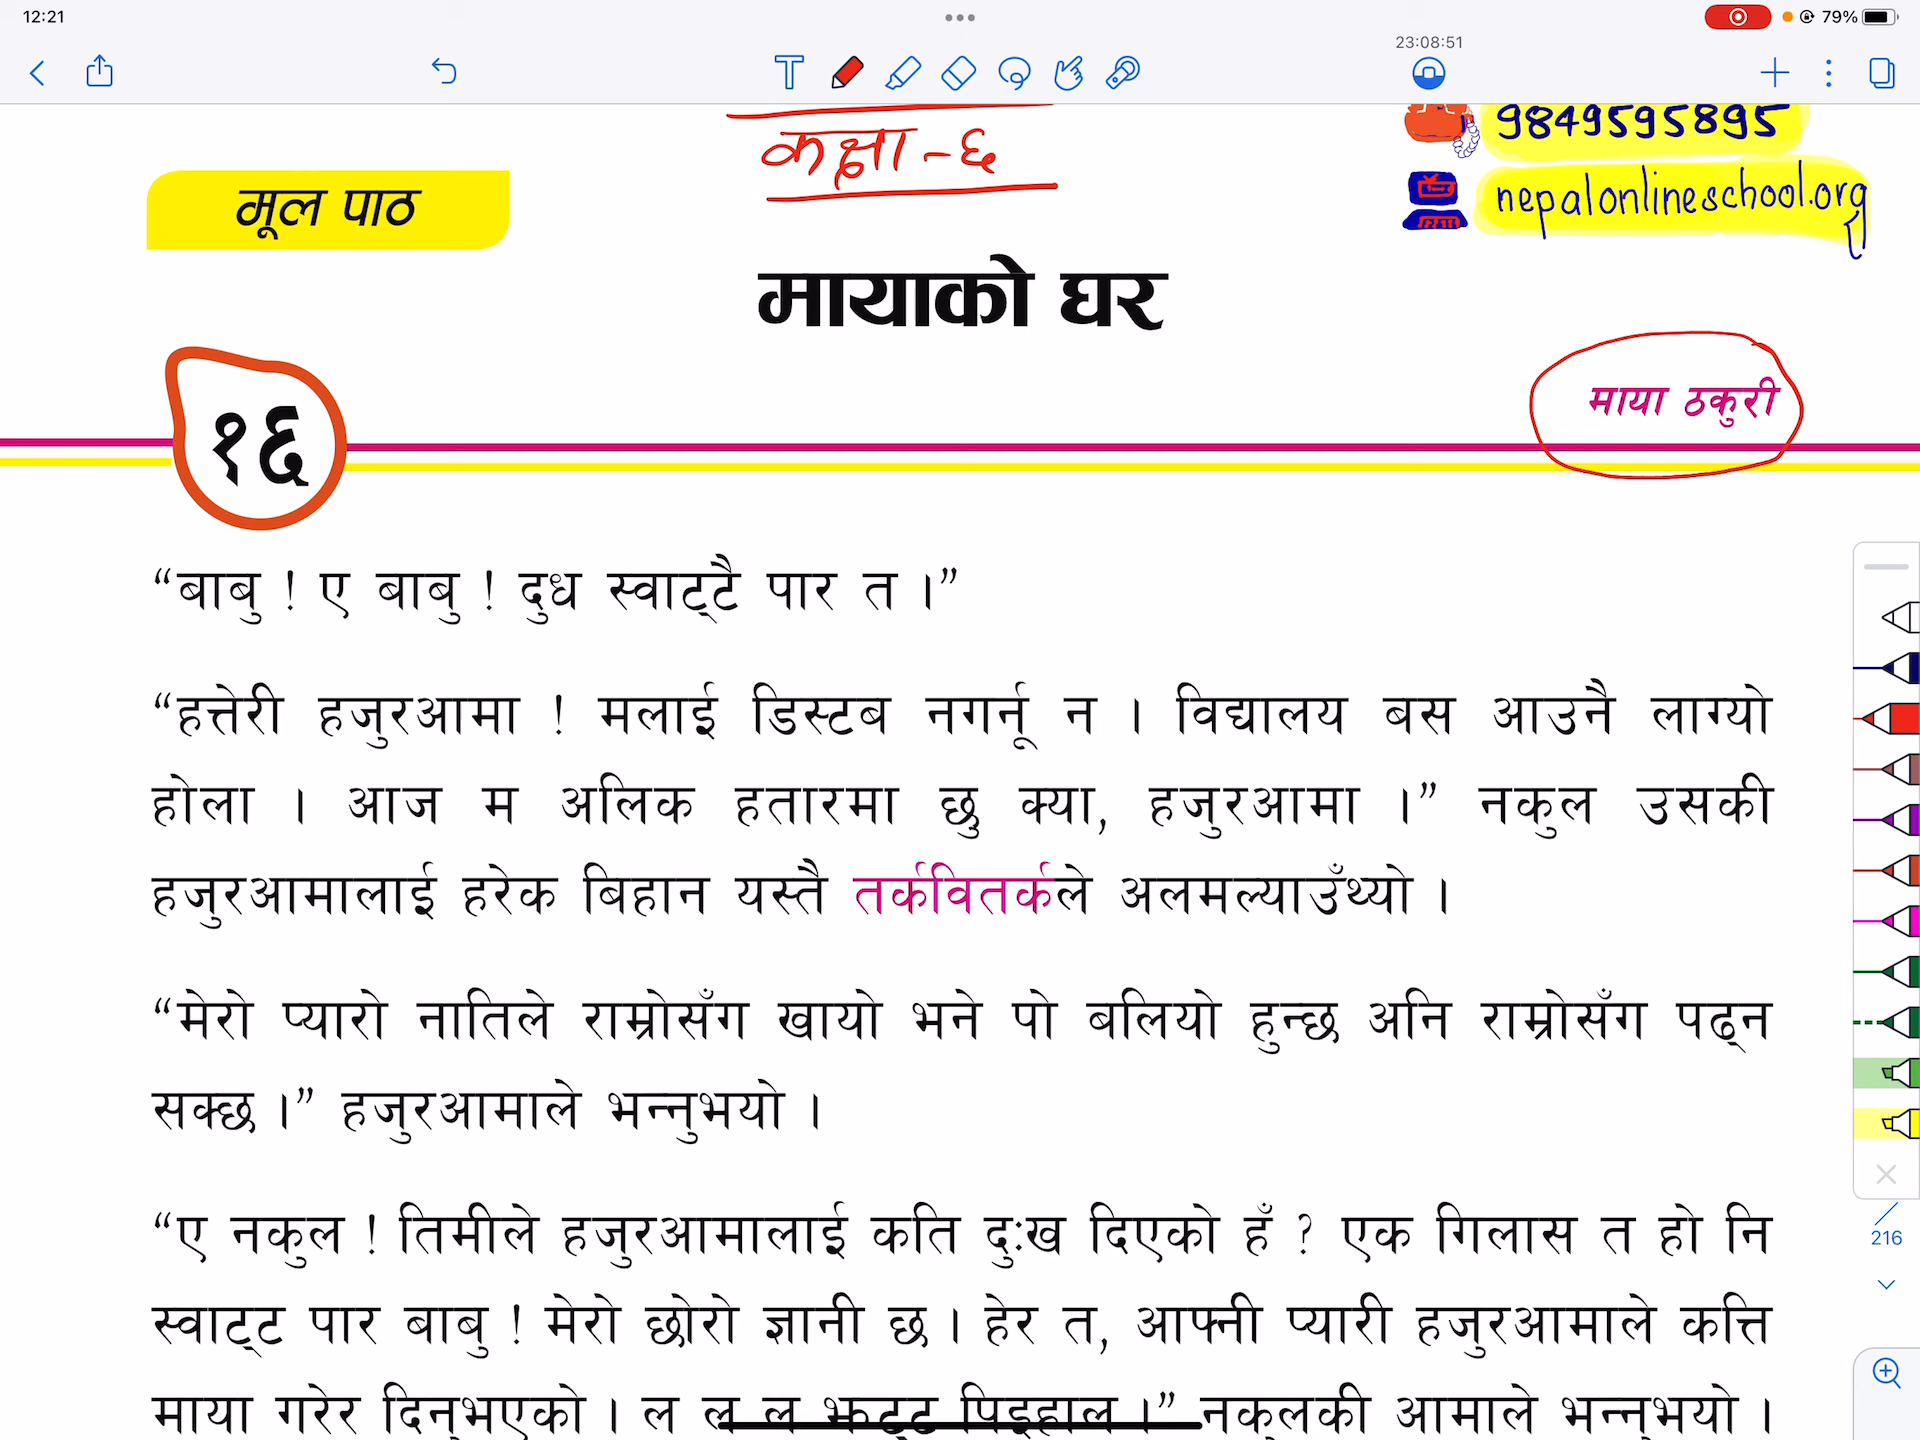 12:21
79%
23:08:51
कक्षा - ६
9849595895
मूल पाठ
nepalonlineschool.org
मायाको घर
माया ठकुरी
१६
“बाबु ! ए बाबु ! दुध स्वाट्टै पार त ।”
“हत्तेरी हजुरआमा ! मलाई डिस्टब नगर्नू न । विद्यालय बस आउनै लाग्यो
होला । आज म अलिक हतारमा छु क्या, हजुरआमा ।” नकुल उसकी
हजुरआमालाई हरेक बिहान यस्तै तर्कवितर्कले अलमल्याउँथ्यो ।
“मेरो प्यारो नातिले राम्रोसँग खायो भने पो बलियो हुन्छ अनि राम्रोसँग पढ्न
सक्छ ।” हजुरआमाले भन्नुभयो ।
“ए नकुल ! तिमीले हजुरआमालाई कति दुःख दिएको हँ ? एक गिलास त हो नि
स्वाट्ट पार बाबु ! मेरो छोरो ज्ञानी छ । हेर त, आफ्नी प्यारी हजुरआमाले कत्ति
माया गरेर दिनुभएको । ल ल ल झट्ट पिइहाल ।” नकुलकी आमाले भन्नुभयो ।
216